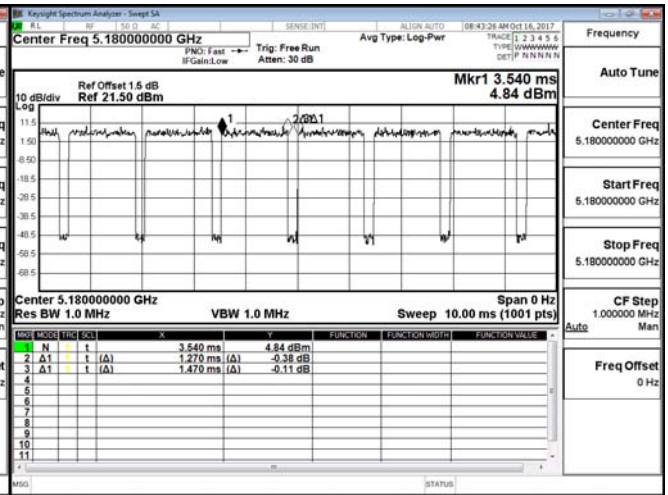 Keysight Spectrum Analyzer - Swept SA
RL RF 50 Ω AC SENSE:INT ALIGN AUTO 08:43:26 AM Oct 16, 2017
Center Freq 5.180000000 GHz
PNO: Fast
IFGain:Low
Trig: Free Run
Atten: 30 dB
Avg Type: Log-Pwr
TRACE 1 2 3 4 5 6
TYPE WWWWWW
DET P N N N N N
Frequency
Auto Tune
Mkr1 3.540 ms
4.84 dBm
Ref Offset 1.5 dB
10 dB/div Ref 21.50 dBm
Log
11.5
1.50
-8.50
-18.5
-28.5
-38.5
-48.5
-58.5
-68.5
1
Center Freq
5.180000000 GHz
Start Freq
5.180000000 GHz
Stop Freq
5.180000000 GHz
CF Step
1.000000 MHz
Auto Man
Freq Offset
0 Hz
Center 5.180000000 GHz Span 0 Hz
Res BW 1.0 MHz VBW 1.0 MHz Sweep 10.00 ms (1001 pts)
MKR MODE TRC SCL X Y FUNCTION FUNCTION WIDTH FUNCTION VALUE
1 N t 3.540 ms 4.84 dBm
2 Δ1 t (Δ) 1.270 ms (Δ) -0.38 dB
3 Δ1 t (Δ) 1.470 ms (Δ) -0.11 dB
4
5
6
7
8
9
10
11
MSG STATUS